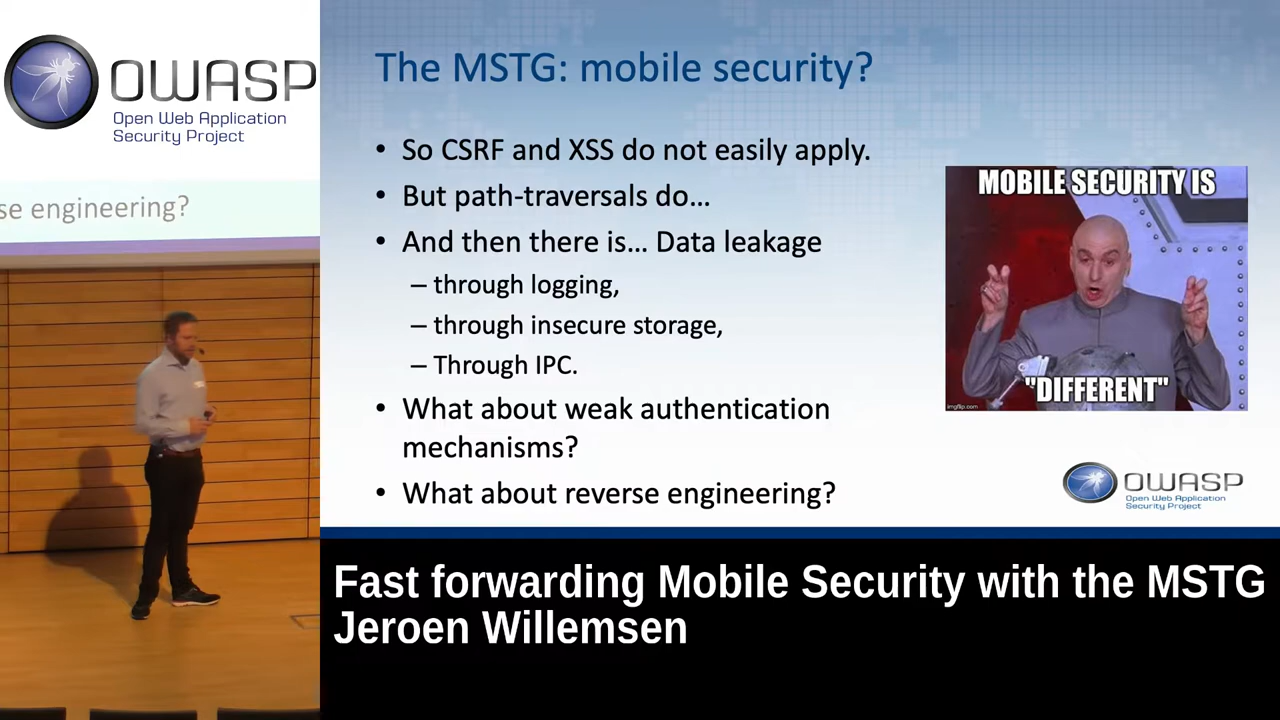 OWASP
Open Web Application
Security Project
se engineering?
The MSTG: mobile security?
• So CSRF and XSS do not easily apply.
• But path-traversals do...
• And then there is... Data leakage
– through logging,
– through insecure storage,
– Through IPC.
• What about weak authentication
mechanisms?
• What about reverse engineering?
MOBILE SECURITY IS
"DIFFERENT"
imgflip.com
OWASP
Open Web Application
Security Project
Fast forwarding Mobile Security with the MSTG
Jeroen Willemsen